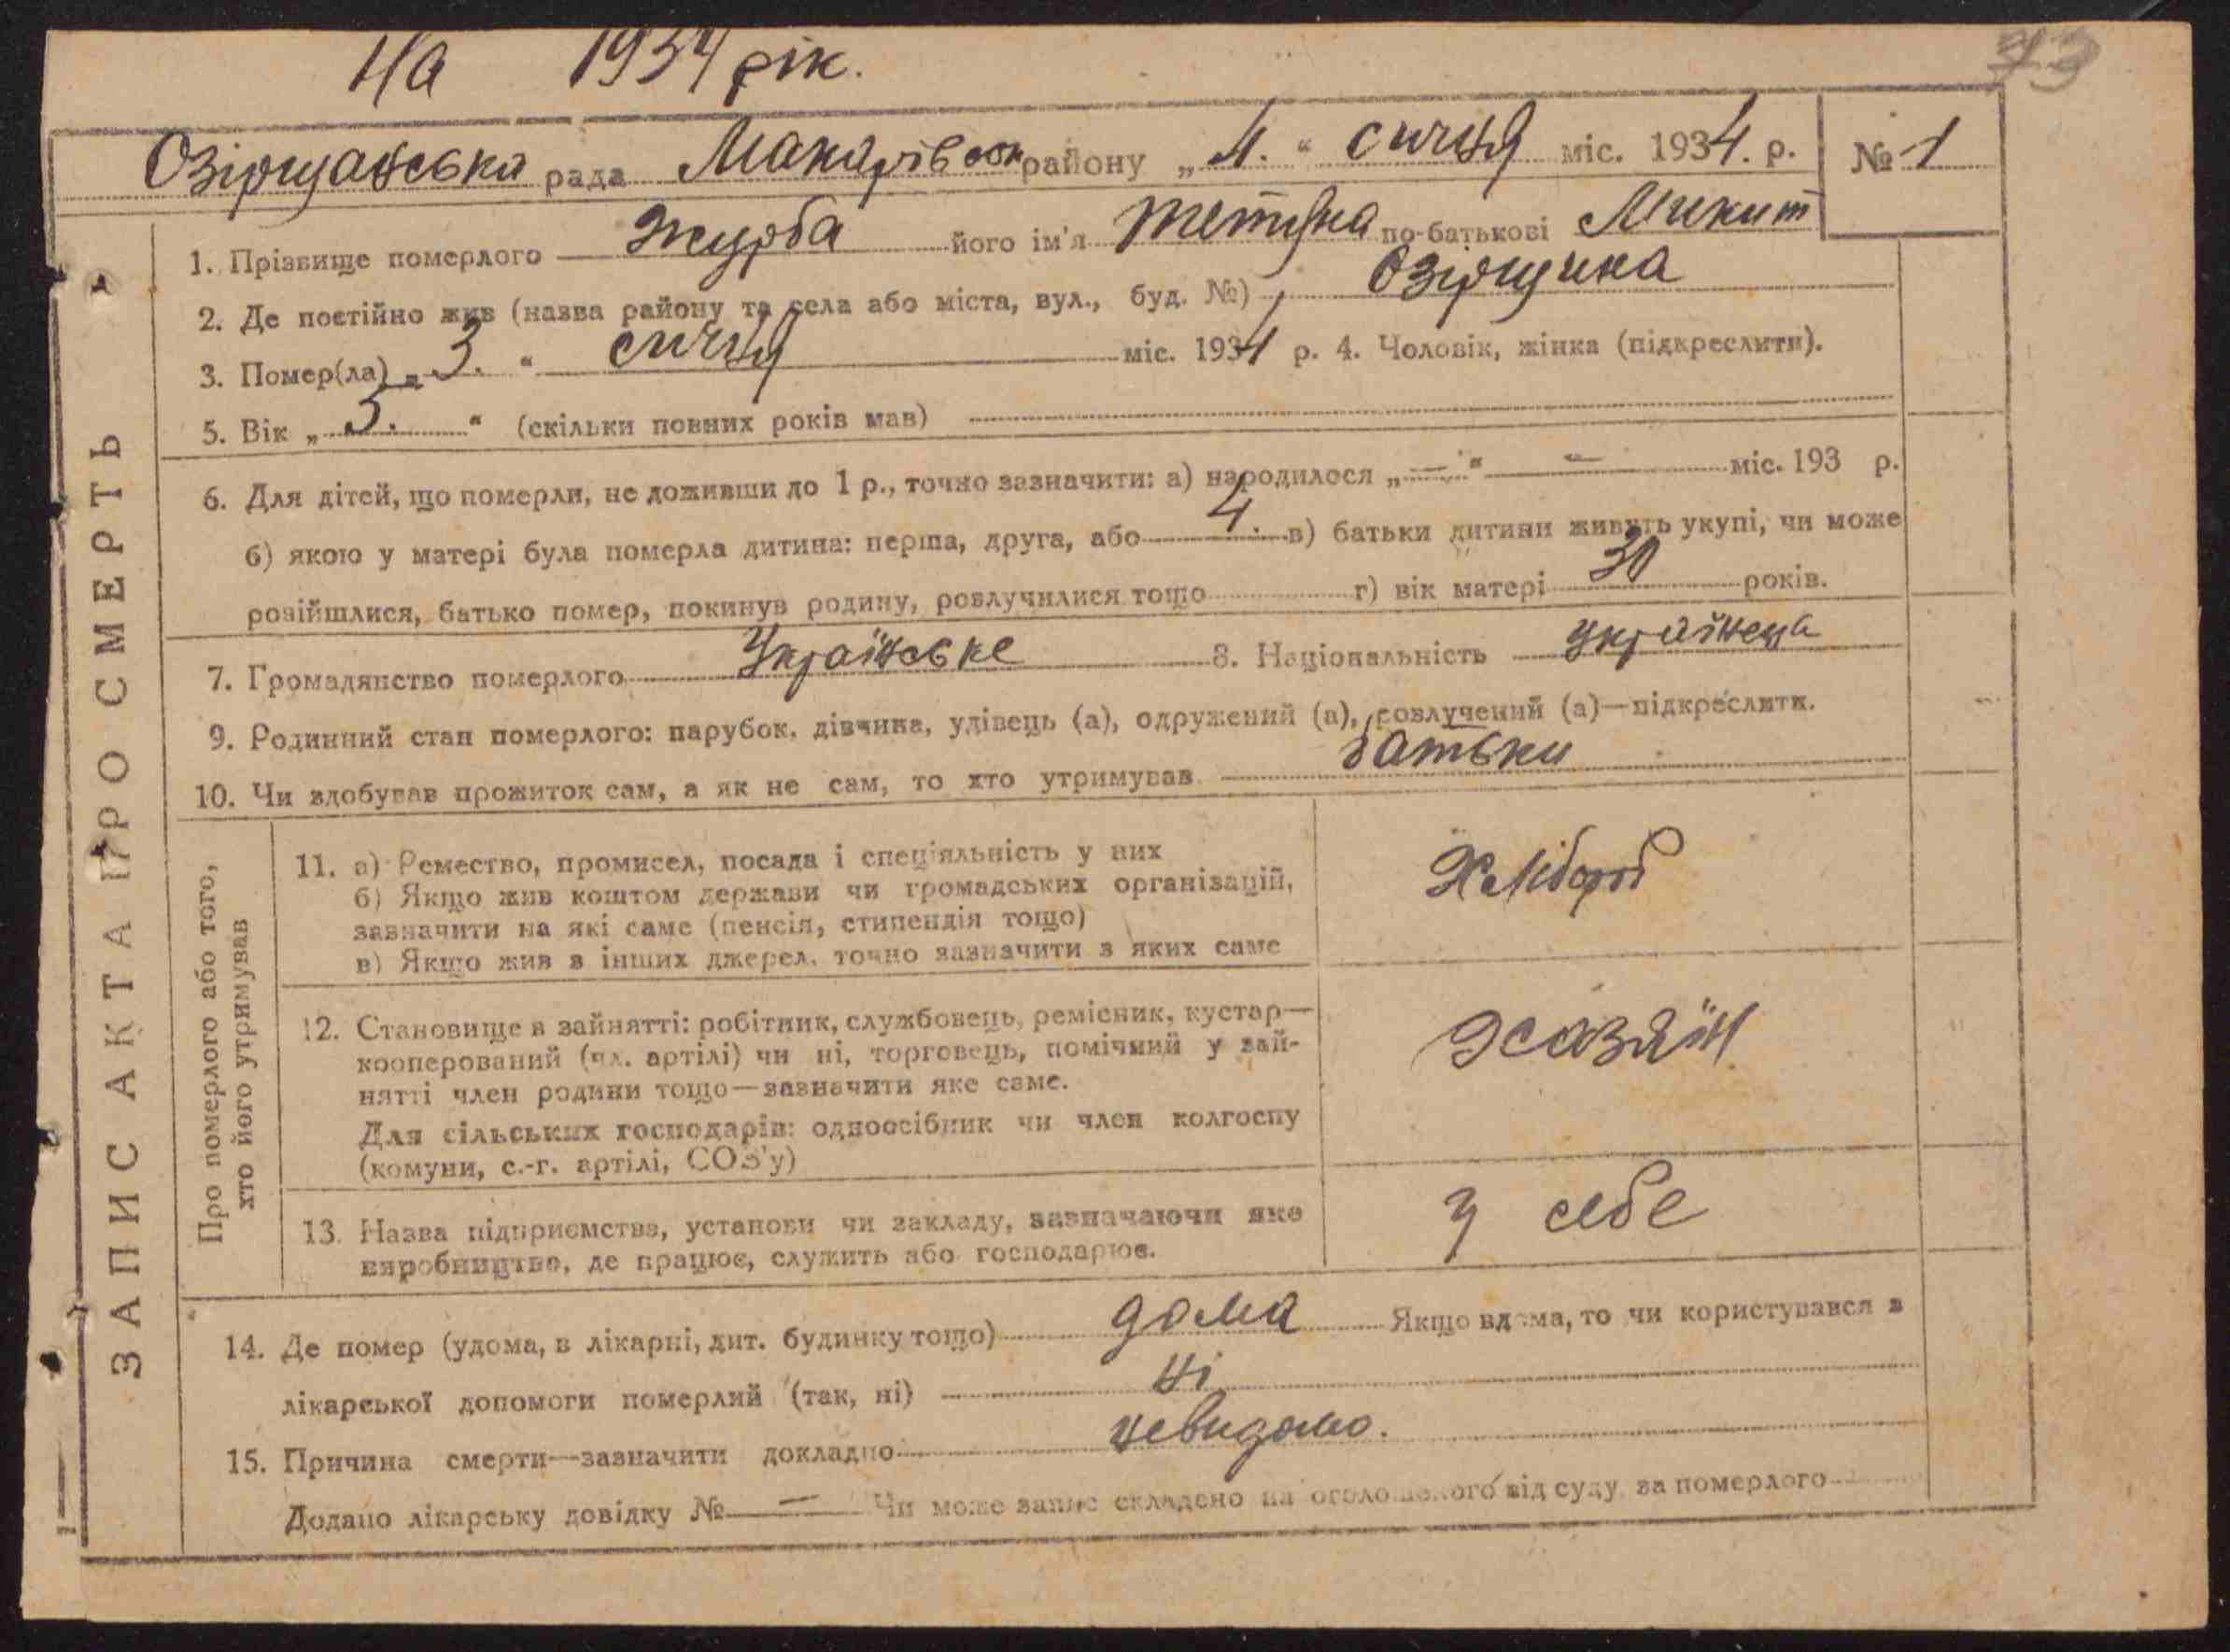 На 1934 рік.
73
Озірщанська рада Макарівськ району „ 4. " січня міс. 1934. р. № 1
1. Прізвище померлого Журба його ім'я Тетяна по-батькові Микит
2. Де постійно жив (назва району та села або міста, вул., буд. №) Озірщина
3. Помер(ла) „ 3. " січня міс. 1934 р. 4. Чоловік, жінка (підкреслити).
5. Вік „ 3. " (скільки повних років мав)
6. Для дітей, що померли, не доживши до 1 р., точно зазначити: а) народилося „ — " — міс. 193 р.
б) якою у матері була померла дитина: перша, друга, або 4. в) батьки дитини живуть укупі, чи може
розійшлися, батько помер, покинув родину, розлучилися тощо г) вік матері 30 років.
7. Громадянство померлого Українське 8. Національність українець
9. Родинний стан померлого: парубок, дівчина, удівець (а), одружений (а), розлучений (а)—підкреслити.
10. Чи здобував прожиток сам, а як не сам, то хто утримував батьки
ЗАПИС АКТА ПРО СМЕРТЬ
Про померлого або того,
хто його утримував
11. а) Ремество, промисел, посада і спеціяльність у них
б) Якщо жив коштом держави чи громадських організацій,
зазначити на які саме (пенсія, стипендія тощо)
в) Якщо жив з інших джерел, точно зазначити з яких саме
Хлібороб
12. Становище в зайнятті: робітник, службовець, ремісник, кустар—
кооперований (чл. артілі) чи ні, торговець, помічний у зай-
нятті член родини тощо—зазначити яке саме.
Для сільських господарів: одноосібник чи член колгоспу
(комуни, с.-г. артілі, СОЗ'у)
Хазяїн
13. Назва підприємства, установи чи закладу, зазначаючи яке
виробництво, де працює, служить або господарює.
У себе
14. Де помер (удома, в лікарні, дит. будинку тощо) дома Якщо вдома, то чи користувався з
лікарської допомоги померлий (так, ні) ні
15. Причина смерти—зазначити докладно невидомо.
Додано лікарську довідку № — Чи може запис складено на оголошеного від суду за померлого